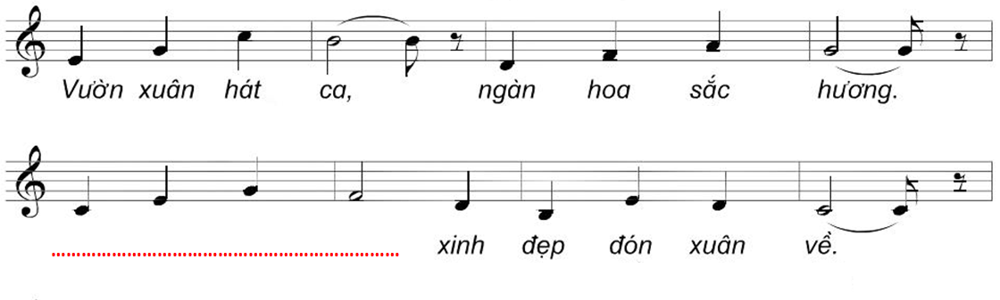 Vườn xuân hát ca, ngàn hoa sắc hương.
........................................ xinh đẹp đón xuân về.